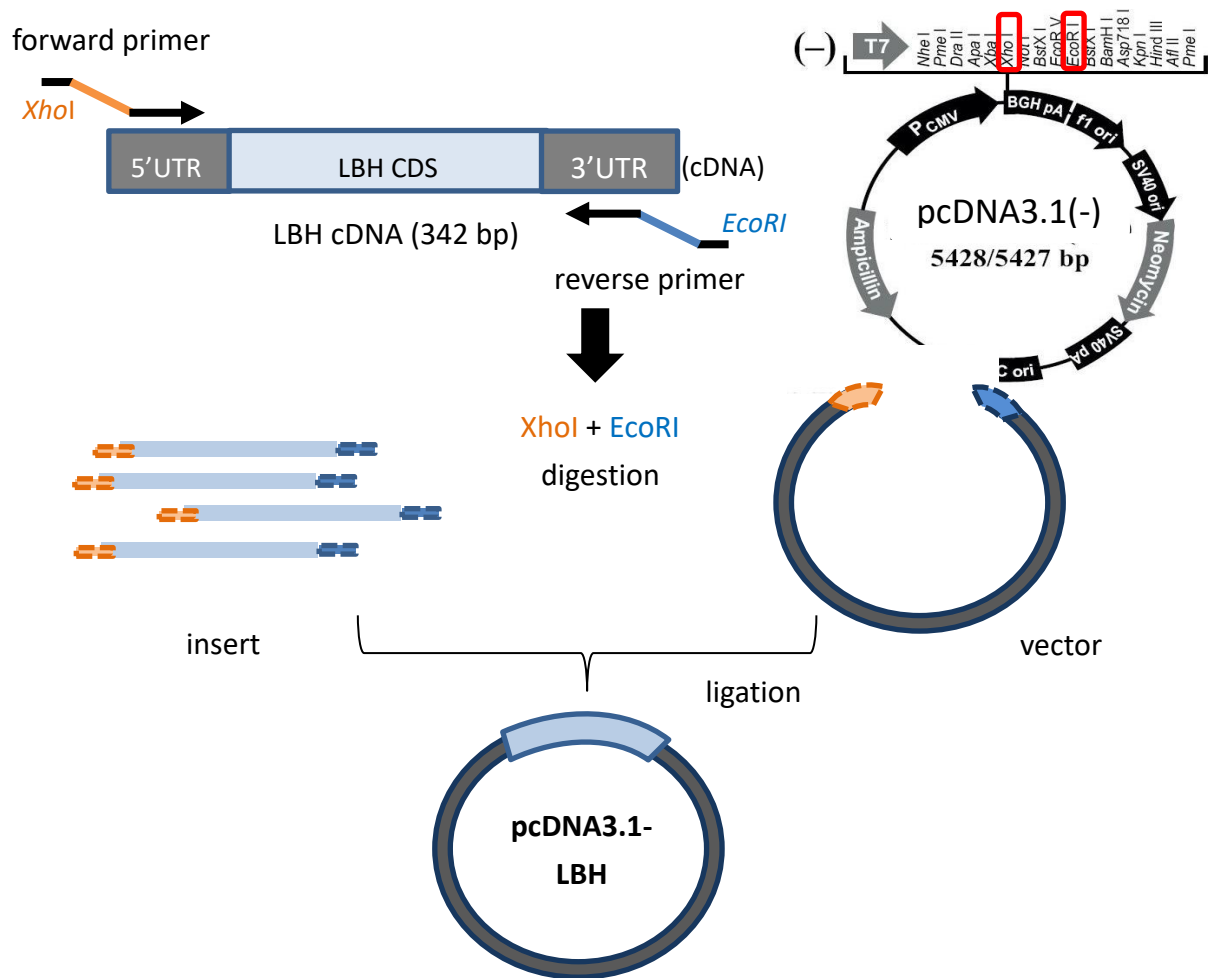 forward primer
XhoI
5'UTR
LBH CDS
3'UTR
(cDNA)
LBH cDNA (342 bp)
EcoRI
reverse primer
(–)
T7
Nhe I
Pme I
Dra II
Apa I
Xba I
Xho I
Not I
BstX I
EcoR V
EcoR I
BstX I
BamH I
Asp718 I
Kpn I
Hind III
Afl II
Pme I
P CMV
BGH pA
f1 ori
SV40 ori
Neomycin
SV40 pA
C ori
Ampicillin
pcDNA3.1(-)
5428/5427 bp
XhoI + EcoRI
digestion
insert
vector
ligation
pcDNA3.1-
LBH